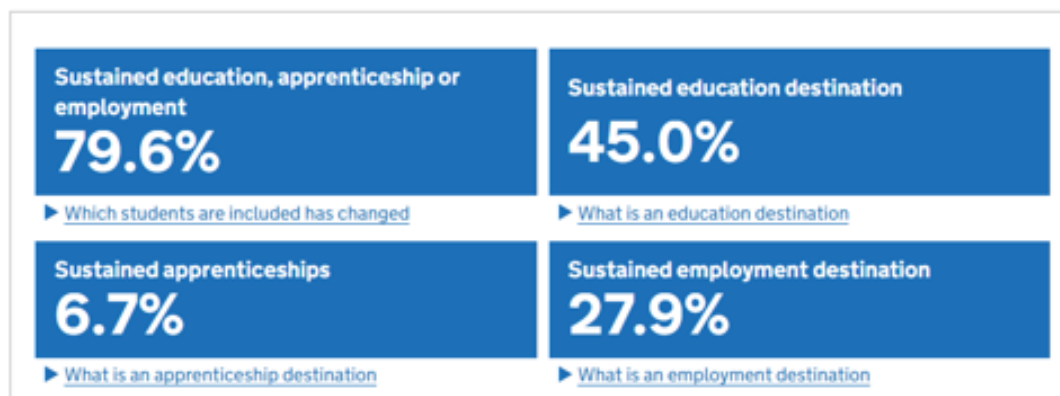 Sustained education, apprenticeship or
employment
79.6%
Which students are included has changed
Sustained education destination
45.0%
What is an education destination
Sustained apprenticeships
6.7%
What is an apprenticeship destination
Sustained employment destination
27.9%
What is an employment destination